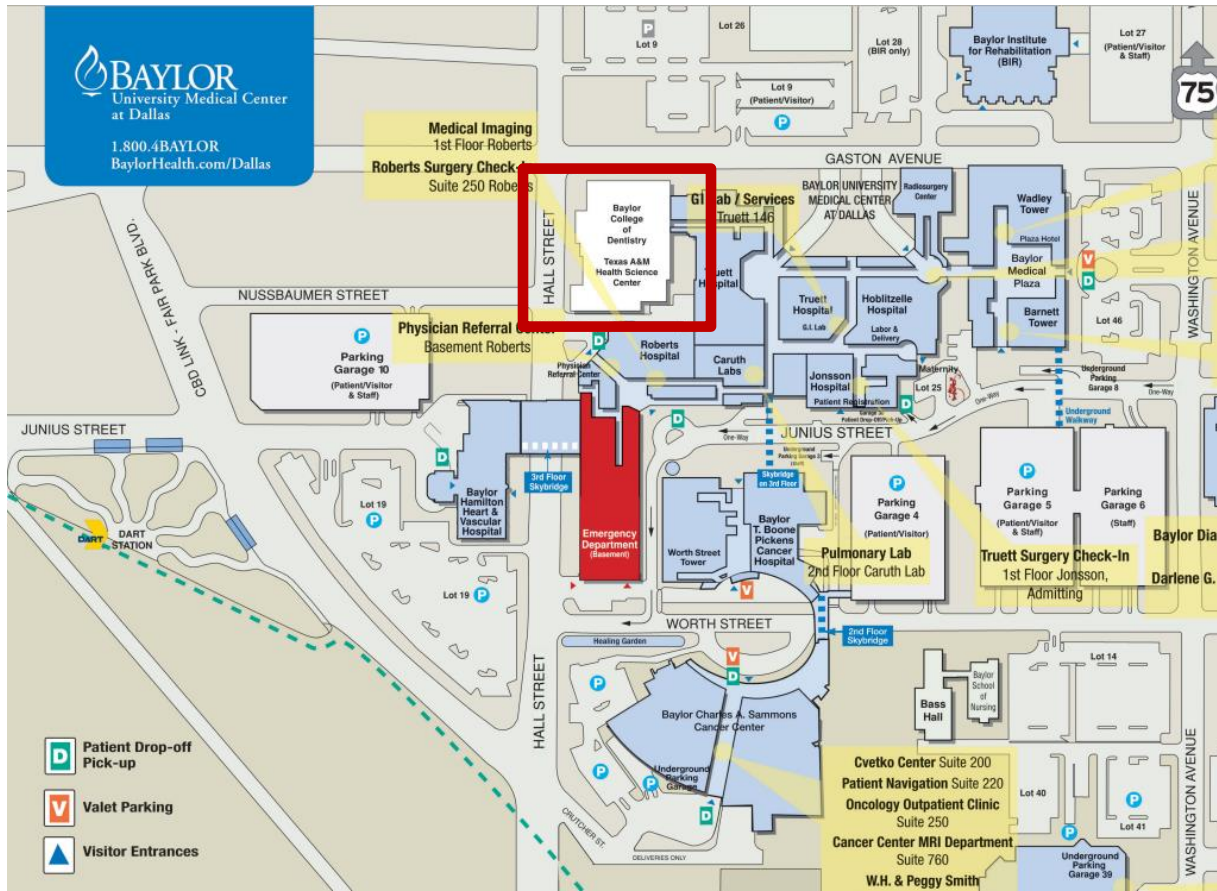 BAYLOR
University Medical Center
at Dallas
1.800.4BAYLOR
BaylorHealth.com/Dallas
P
Lot 9
Lot 26
Lot 28
(BIR only)
Baylor Institute
for Rehabilitation
(BIR)
Lot 27
(Patient/Visitor
& Staff)
75
Lot 9
(Patient/Visitor)
P
Medical Imaging
1st Floor Roberts
Roberts Surgery Check-
Suite 250 Roberts
GASTON AVENUE
Baylor
College
of
Dentistry
Texas A&M
Health Science
Center
HALL STREET
GI Lab / Services
Truett 146
BAYLOR UNIVERSITY
MEDICAL CENTER
AT DALLAS
Radiosurgery
Center
Wadley
Tower
Plaza Hotel
Baylor
Medical
Plaza
Barnett
Tower
V
D
Lot 46
WASHINGTON AVENUE
CBD LINK - FAIR PARK BLVD.
NUSSBAUMER STREET
Truett
Hospital
Truett
Hospital
G.I. Lab
Hoblitzelle
Hospital
Labor &
Delivery
Physician Referral Center
Basement Roberts
P
Parking
Garage 10
(Patient/Visitor
& Staff)
D
Physician
Referral Center
Roberts
Hospital
Caruth
Labs
Jonsson
Hospital
Patient Registration
Maternity
Lot 25
D
Patient Drop-Off/Pick-Up
One-Way
Underground
Parking
Garage 8
One-Way
Underground
Walkway
JUNIUS STREET
D
One-Way
JUNIUS STREET
D
Baylor
Hamilton
Heart &
Vascular
Hospital
3rd Floor
Skybridge
Emergency
Department
(Basement)
Underground
Skybridge
on 3rd Floor
Worth Street
Tower
Baylor
T. Boone
Pickens
Cancer
Hospital
P
Parking
Garage 4
(Patient/Visitor)
P
Parking
Garage 5
(Patient/Visitor
& Staff)
Parking
Garage 6
(Staff)
DART
DART
STATION
Lot 19
P
Lot 19 P
Pulmonary Lab
2nd Floor Caruth Lab
Truett Surgery Check-In
1st Floor Jonsson,
Admitting
Baylor Dia
Darlene G.
V
WORTH STREET
2nd Floor
Skybridge
Healing Garden
V
D
HALL STREET
P
Baylor Charles A. Sammons
Cancer Center
Underground
Parking
Garage
P
P
P
D
CRUTCHER ST.
DELIVERIES ONLY
Bass
Hall
Baylor
School
of
Nursing
Lot 14
WASHINGTON AVENUE
Cvetko Center Suite 200
Patient Navigation Suite 220
Oncology Outpatient Clinic
Suite 250
Cancer Center MRI Department
Suite 760
W.H. & Peggy Smith
Lot 40
P
Lot 41
P
Underground
Parking
Garage 39
D Patient Drop-off
Pick-up
V Valet Parking
Visitor Entrances